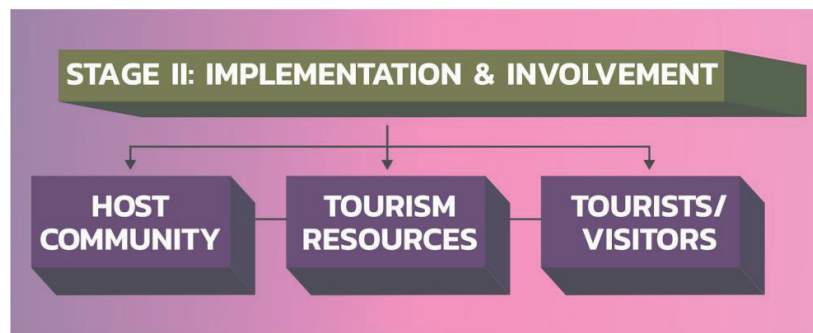 STAGE II: IMPLEMENTATION & INVOLVEMENT
HOST
COMMUNITY
TOURISM
RESOURCES
TOURISTS/
VISITORS